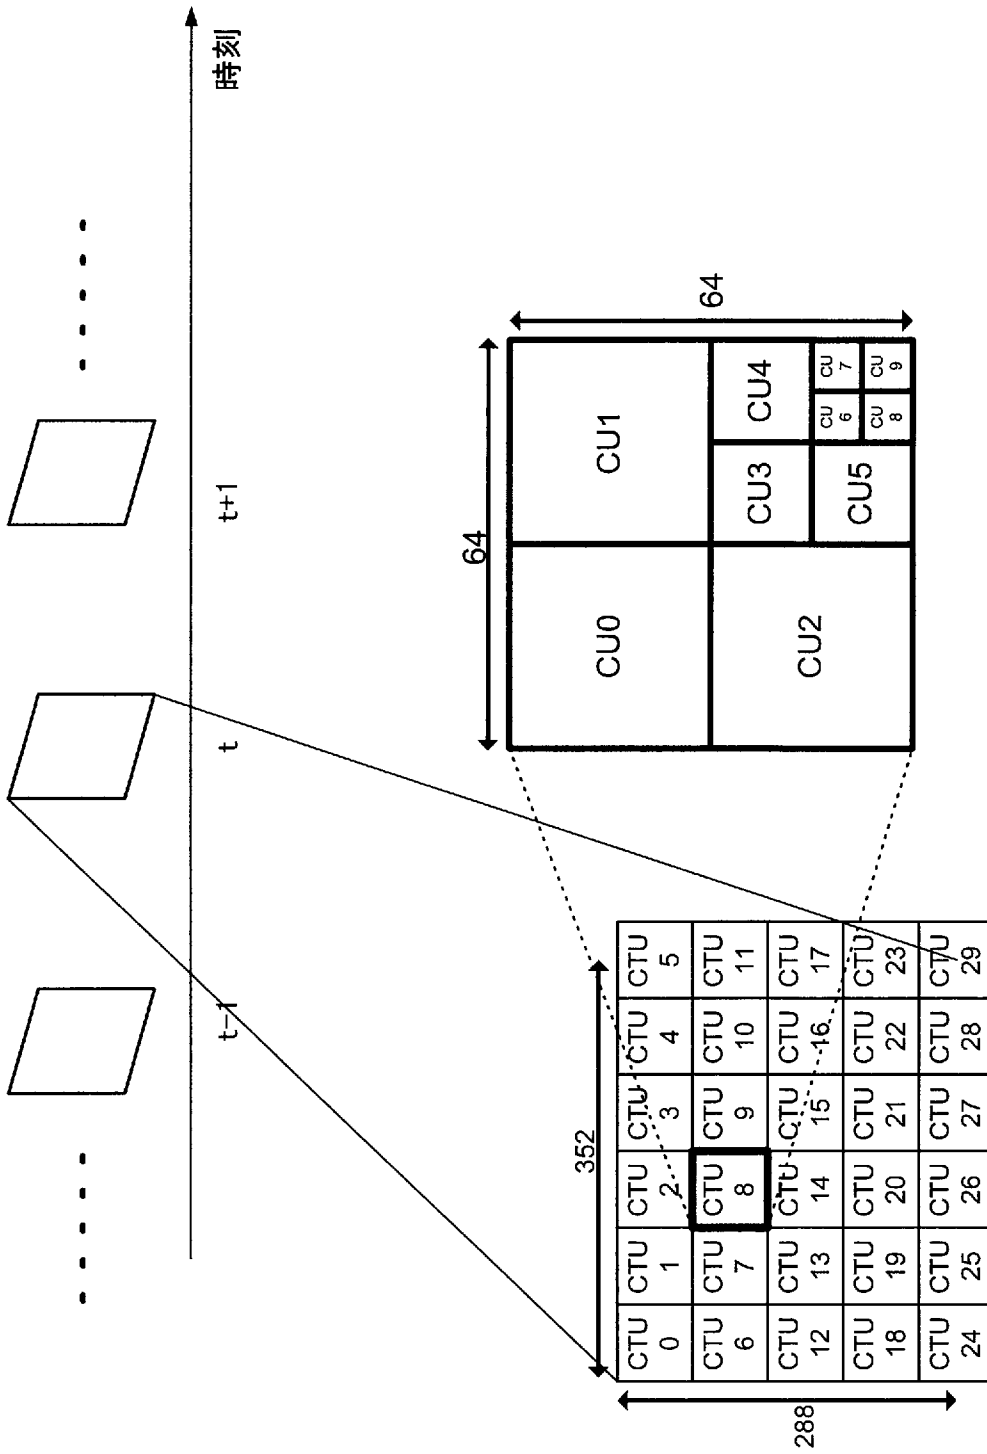 時刻
t-1
t
t+1
352
288
CTU 0
CTU 1
CTU 2
CTU 3
CTU 4
CTU 5
CTU 6
CTU 7
CTU 8
CTU 9
CTU 10
CTU 11
CTU 12
CTU 13
CTU 14
CTU 15
CTU 16
CTU 17
CTU 18
CTU 19
CTU 20
CTU 21
CTU 22
CTU 23
CTU 24
CTU 25
CTU 26
CTU 27
CTU 28
CTU 29
64
64
CU0
CU1
CU2
CU3
CU4
CU5
CU 6
CU 7
CU 8
CU 9